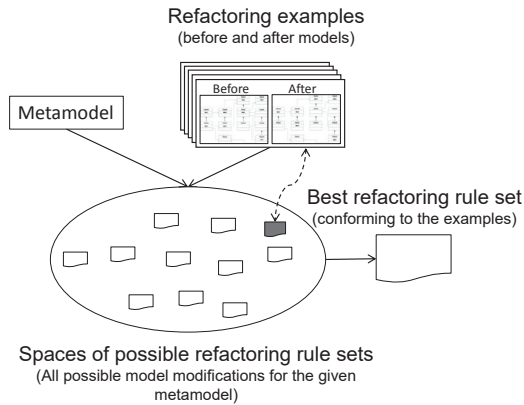 Refactoring examples
(before and after models)
Before
After
Metamodel
Best refactoring rule set
(conforming to the examples)
Spaces of possible refactoring rule sets
(All possible model modifications for the given
metamodel)